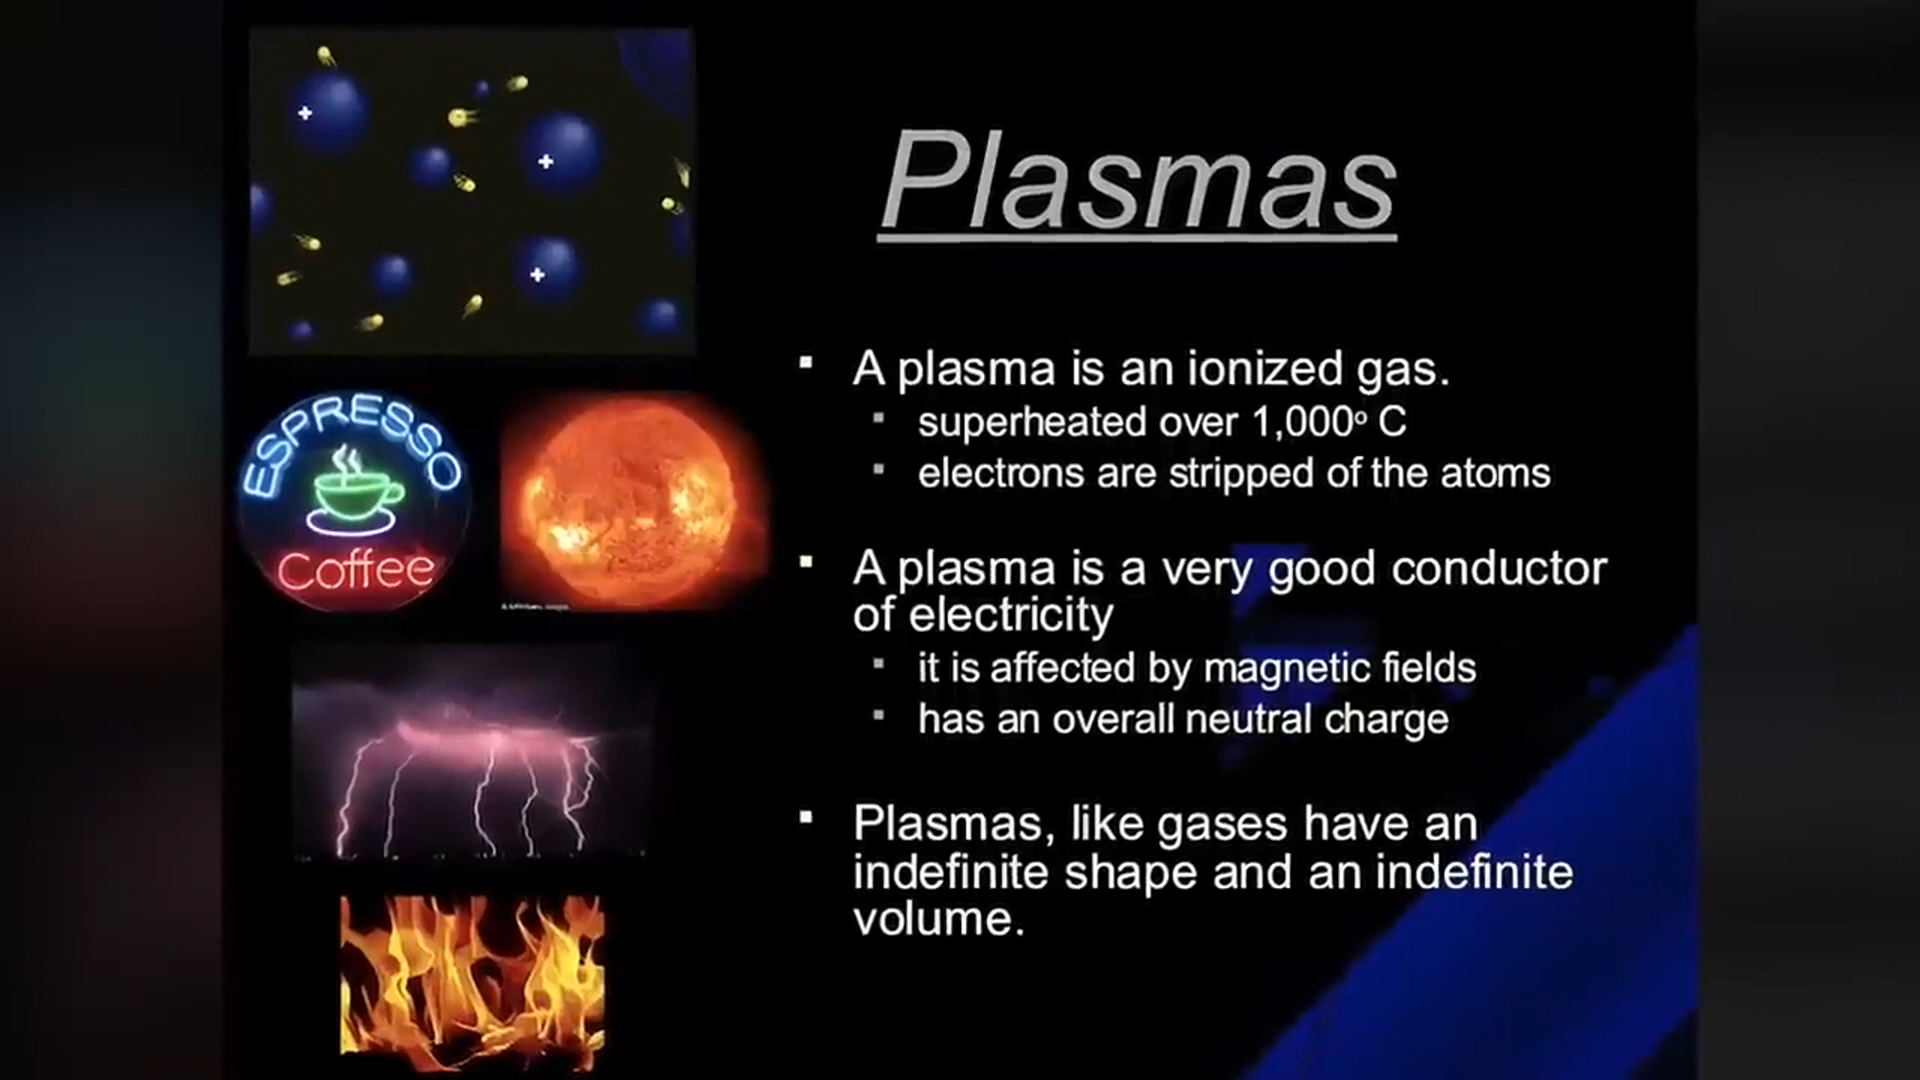 Plasmas
ESPRESSO
Coffee
▪ A plasma is an ionized gas.
▪ superheated over 1,000º C
▪ electrons are stripped of the atoms
▪ A plasma is a very good conductor
of electricity
▪ it is affected by magnetic fields
▪ has an overall neutral charge
▪ Plasmas, like gases have an
indefinite shape and an indefinite
volume.